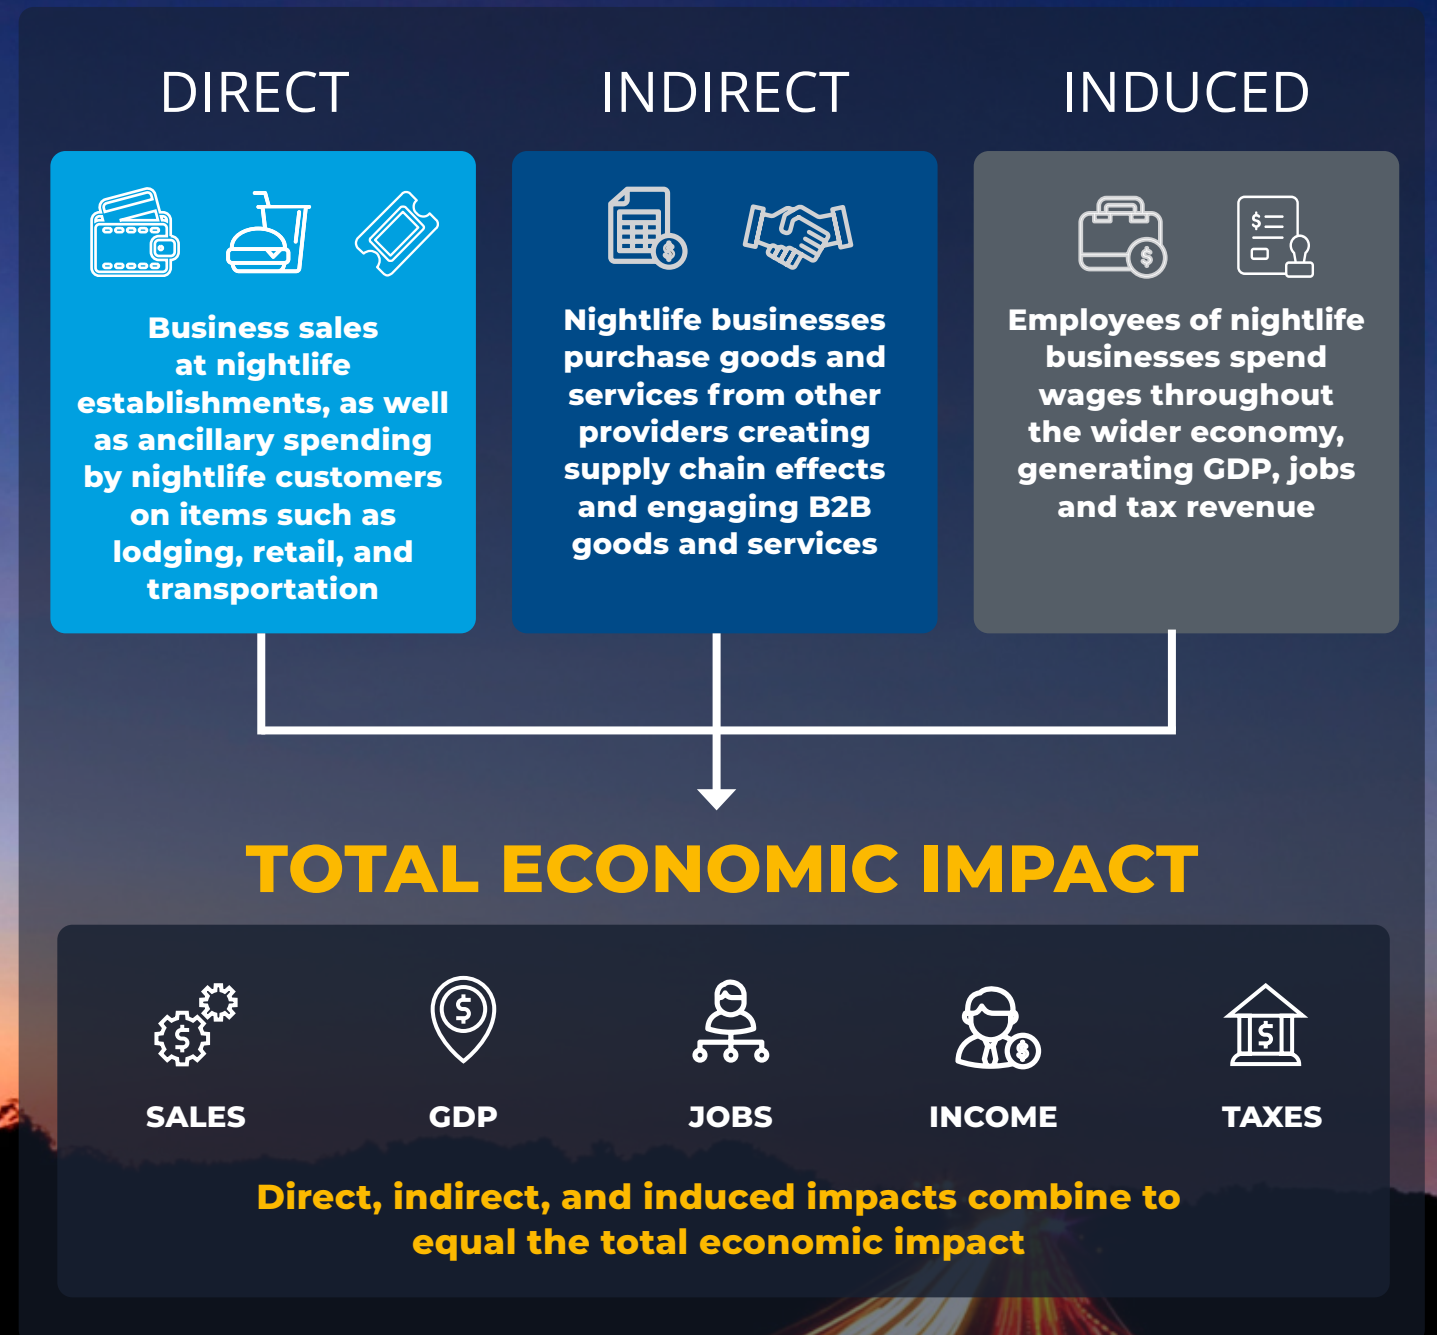 DIRECT
INDIRECT
INDUCED
Business sales
at nightlife
establishments, as well
as ancillary spending
by nightlife customers
on items such as
lodging, retail, and
transportation
$
Nightlife businesses
purchase goods and
services from other
providers creating
supply chain effects
and engaging B2B
goods and services
$
$
Employees of nightlife
businesses spend
wages throughout
the wider economy,
generating GDP, jobs
and tax revenue
TOTAL ECONOMIC IMPACT
$
$
$
$
SALES
GDP
JOBS
INCOME
TAXES
Direct, indirect, and induced impacts combine to
equal the total economic impact